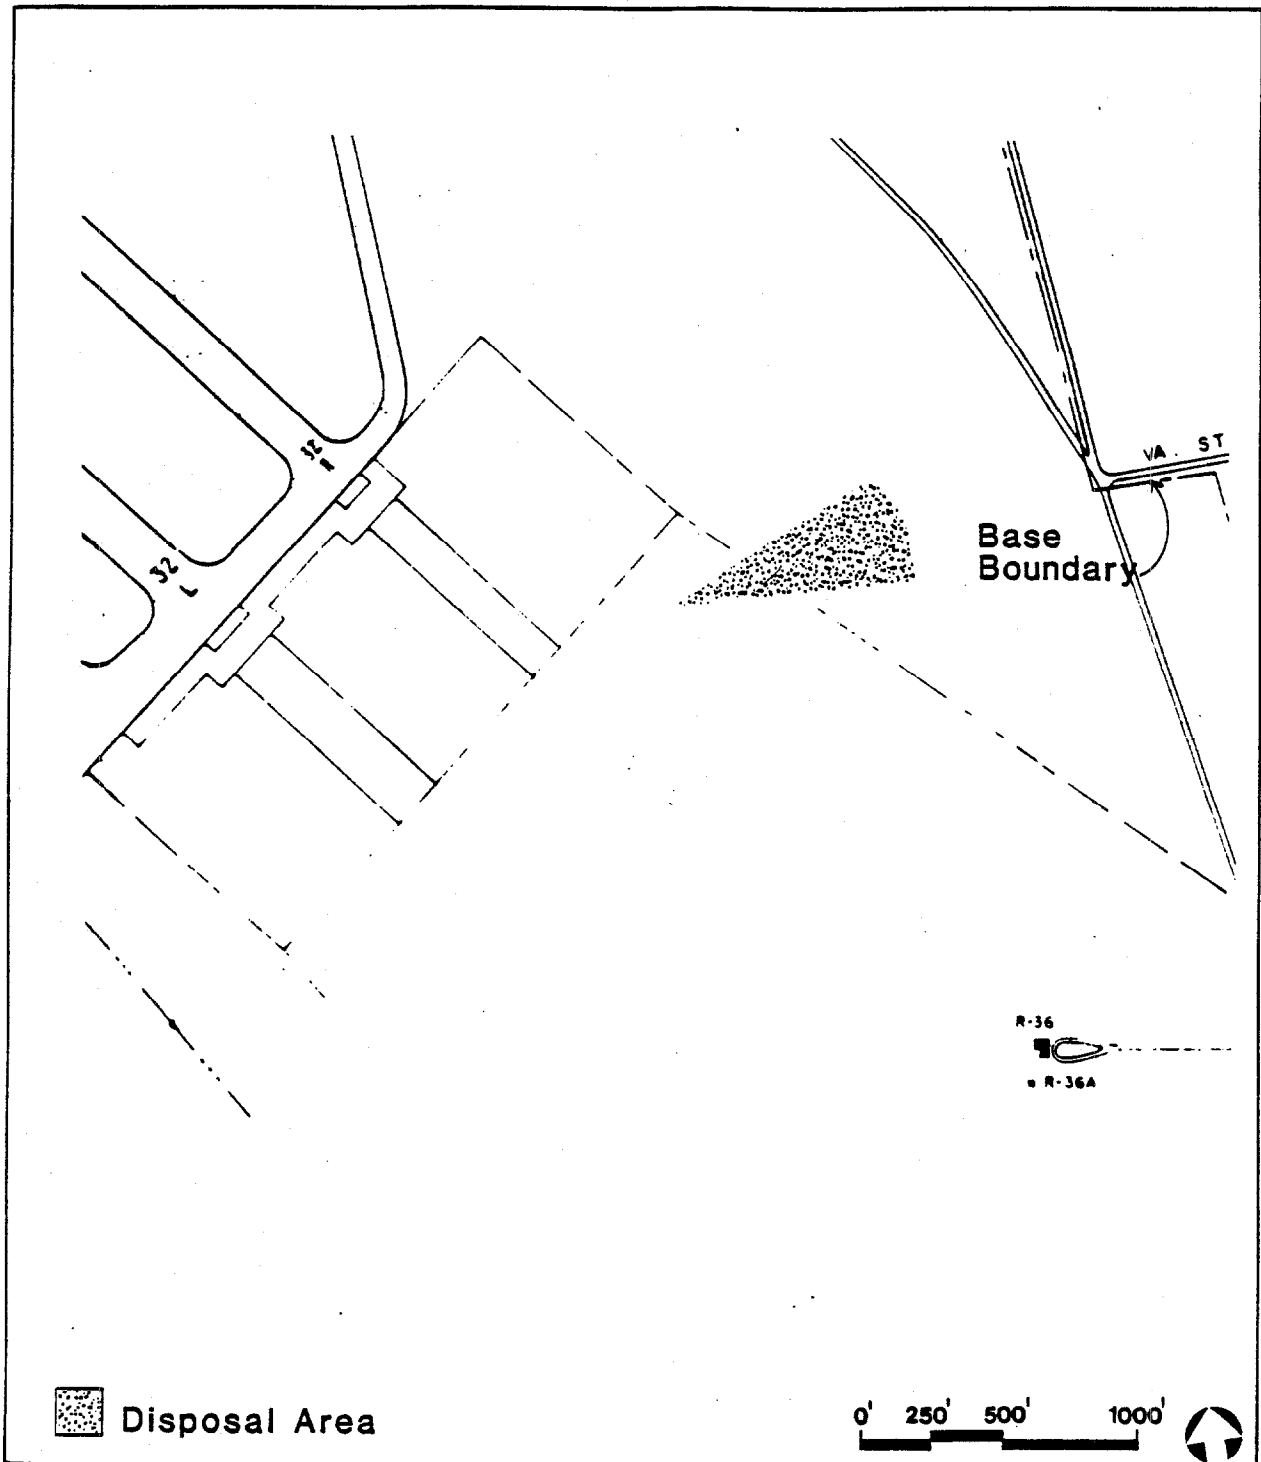 32
R
32
L
VA. ST
Base
Boundary
R-36
R-36A
Disposal Area
0' 250' 500' 1000'